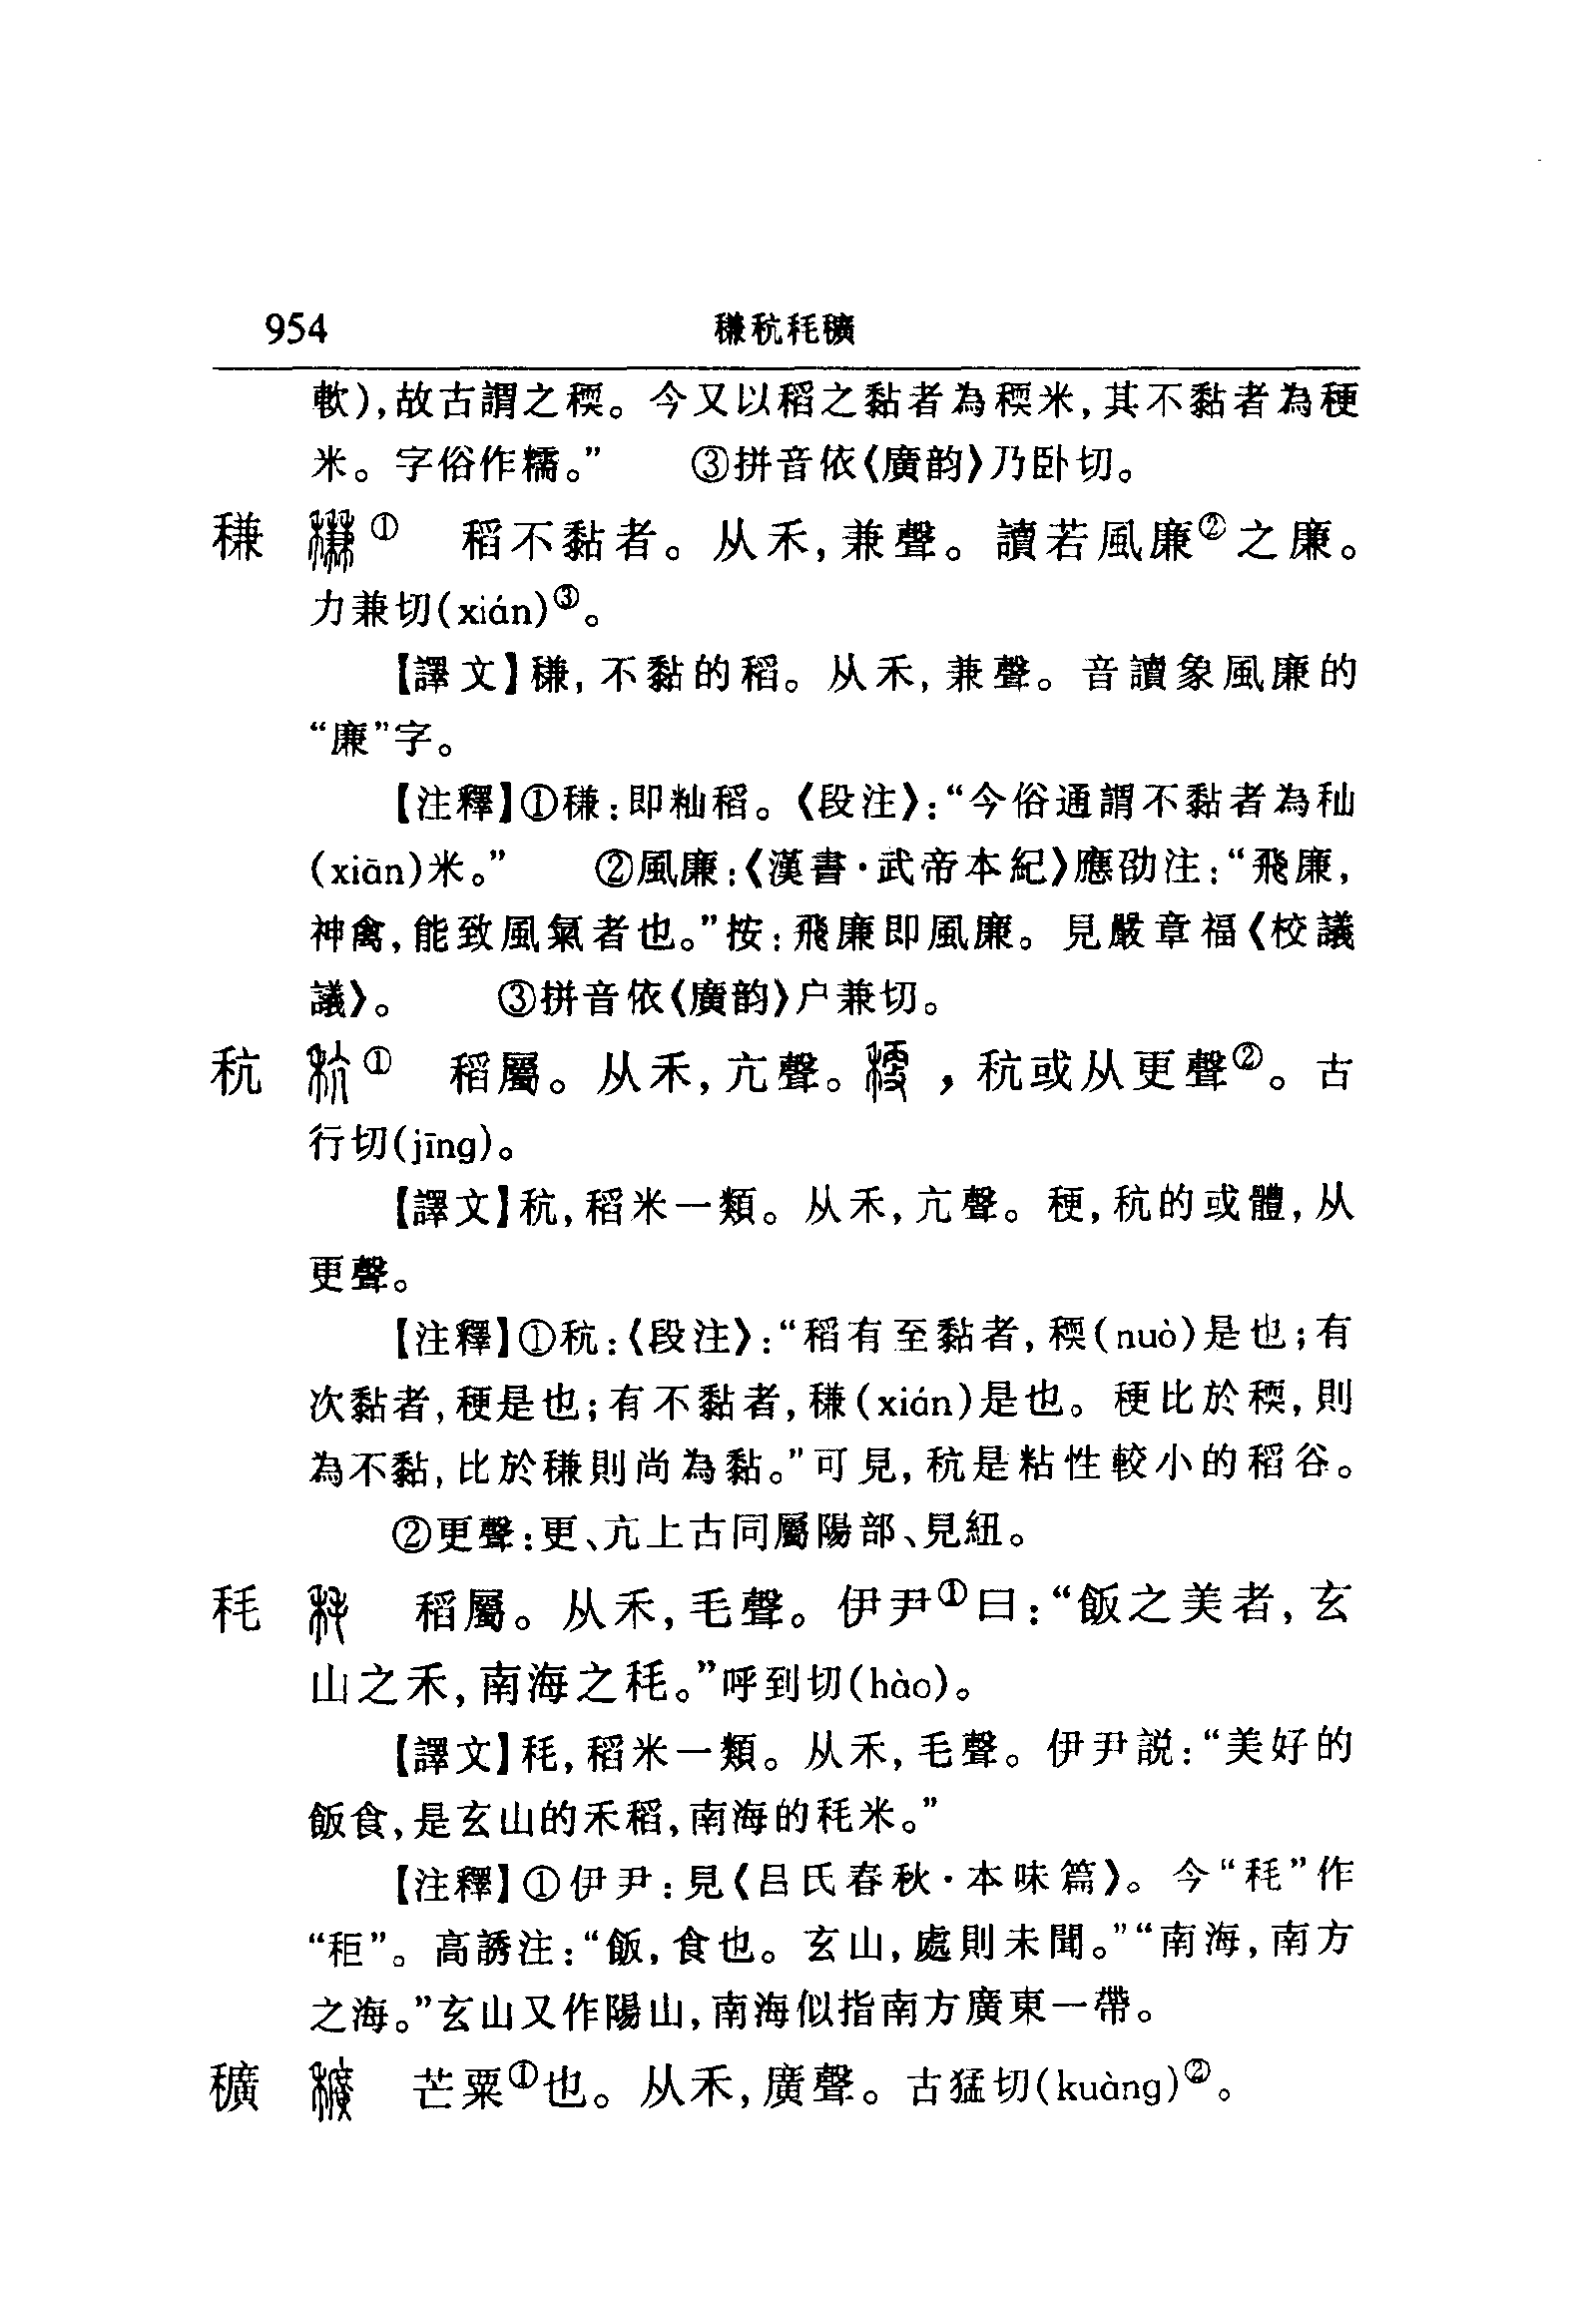 954 稴秔秏穬
軟)，故古謂之稬。今又以稻之黏者為稬米，其不黏者為稉
米。字俗作糯。” ③拼音依《廣韵》乃卧切。
稴 ① 稻不黏者。从禾，兼聲。讀若風廉②之廉。
力兼切(xián)③。
【譯文】稴，不黏的稻。从禾，兼聲。音讀象風廉的
“廉”字。
【注釋】①稴：即籼稻。《段注》：“今俗通謂不黏者為秈
(xiān)米。” ②風廉：《漢書·武帝本紀》應劭注：“飛廉，
神禽，能致風氣者也。”按：飛廉即風廉。見嚴章福《校議
議》。 ③拼音依《廣韵》户兼切。
秔 ① 稻屬。从禾，亢聲。稉，秔或从更聲②。古
行切(jīng)。
【譯文】秔，稻米一類。从禾，亢聲。稉，秔的或體，从
更聲。
【注釋】①秔：《段注》：“稻有至黏者，稬(nuò)是也；有
次黏者，稉是也；有不黏者，稴(xián)是也。稉比於稬，則
為不黏，比於稴則尚為黏。”可見，秔是粘性較小的稻谷。
②更聲：更、亢上古同屬陽部、見紐。
秏 稻屬。从禾，毛聲。伊尹①曰：“飯之美者，玄
山之禾，南海之秏。”呼到切(hào)。
【譯文】秏，稻米一類。从禾，毛聲。伊尹説：“美好的
飯食，是玄山的禾稻，南海的秏米。”
【注釋】①伊尹：見《吕氏春秋·本味篇》。今“秏”作
“秬”。高誘注：“飯，食也。玄山，處則未聞。”“南海，南方
之海。”玄山又作陽山，南海似指南方廣東一帶。
穬 芒粟①也。从禾，廣聲。古猛切(kuàng)②。